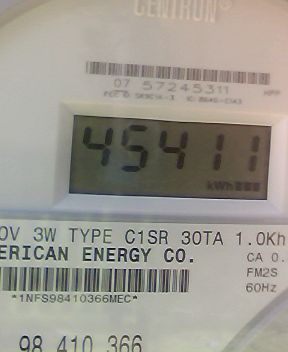 CENTRON®
07 57245311
45411
kWh
0V 3W TYPE C1SR 30TA 1.0Kh
ERICAN ENERGY CO.
CA 0.
FM2S
*1NFS98410366MEC*
60Hz
98 410 366